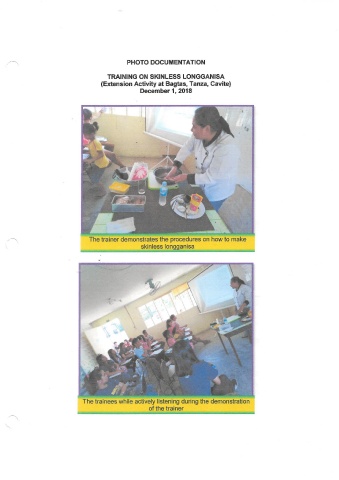 PHOTO DOCUMENTATION
TRAINING ON SKINLESS LONGGANISA
(Extension Activity at Bagtas, Tanza, Cavite)
December 1, 2018
The trainer demonstrates the procedures on how to make
skinless longganisa
The trainees while actively listening during the demonstration
of the trainer